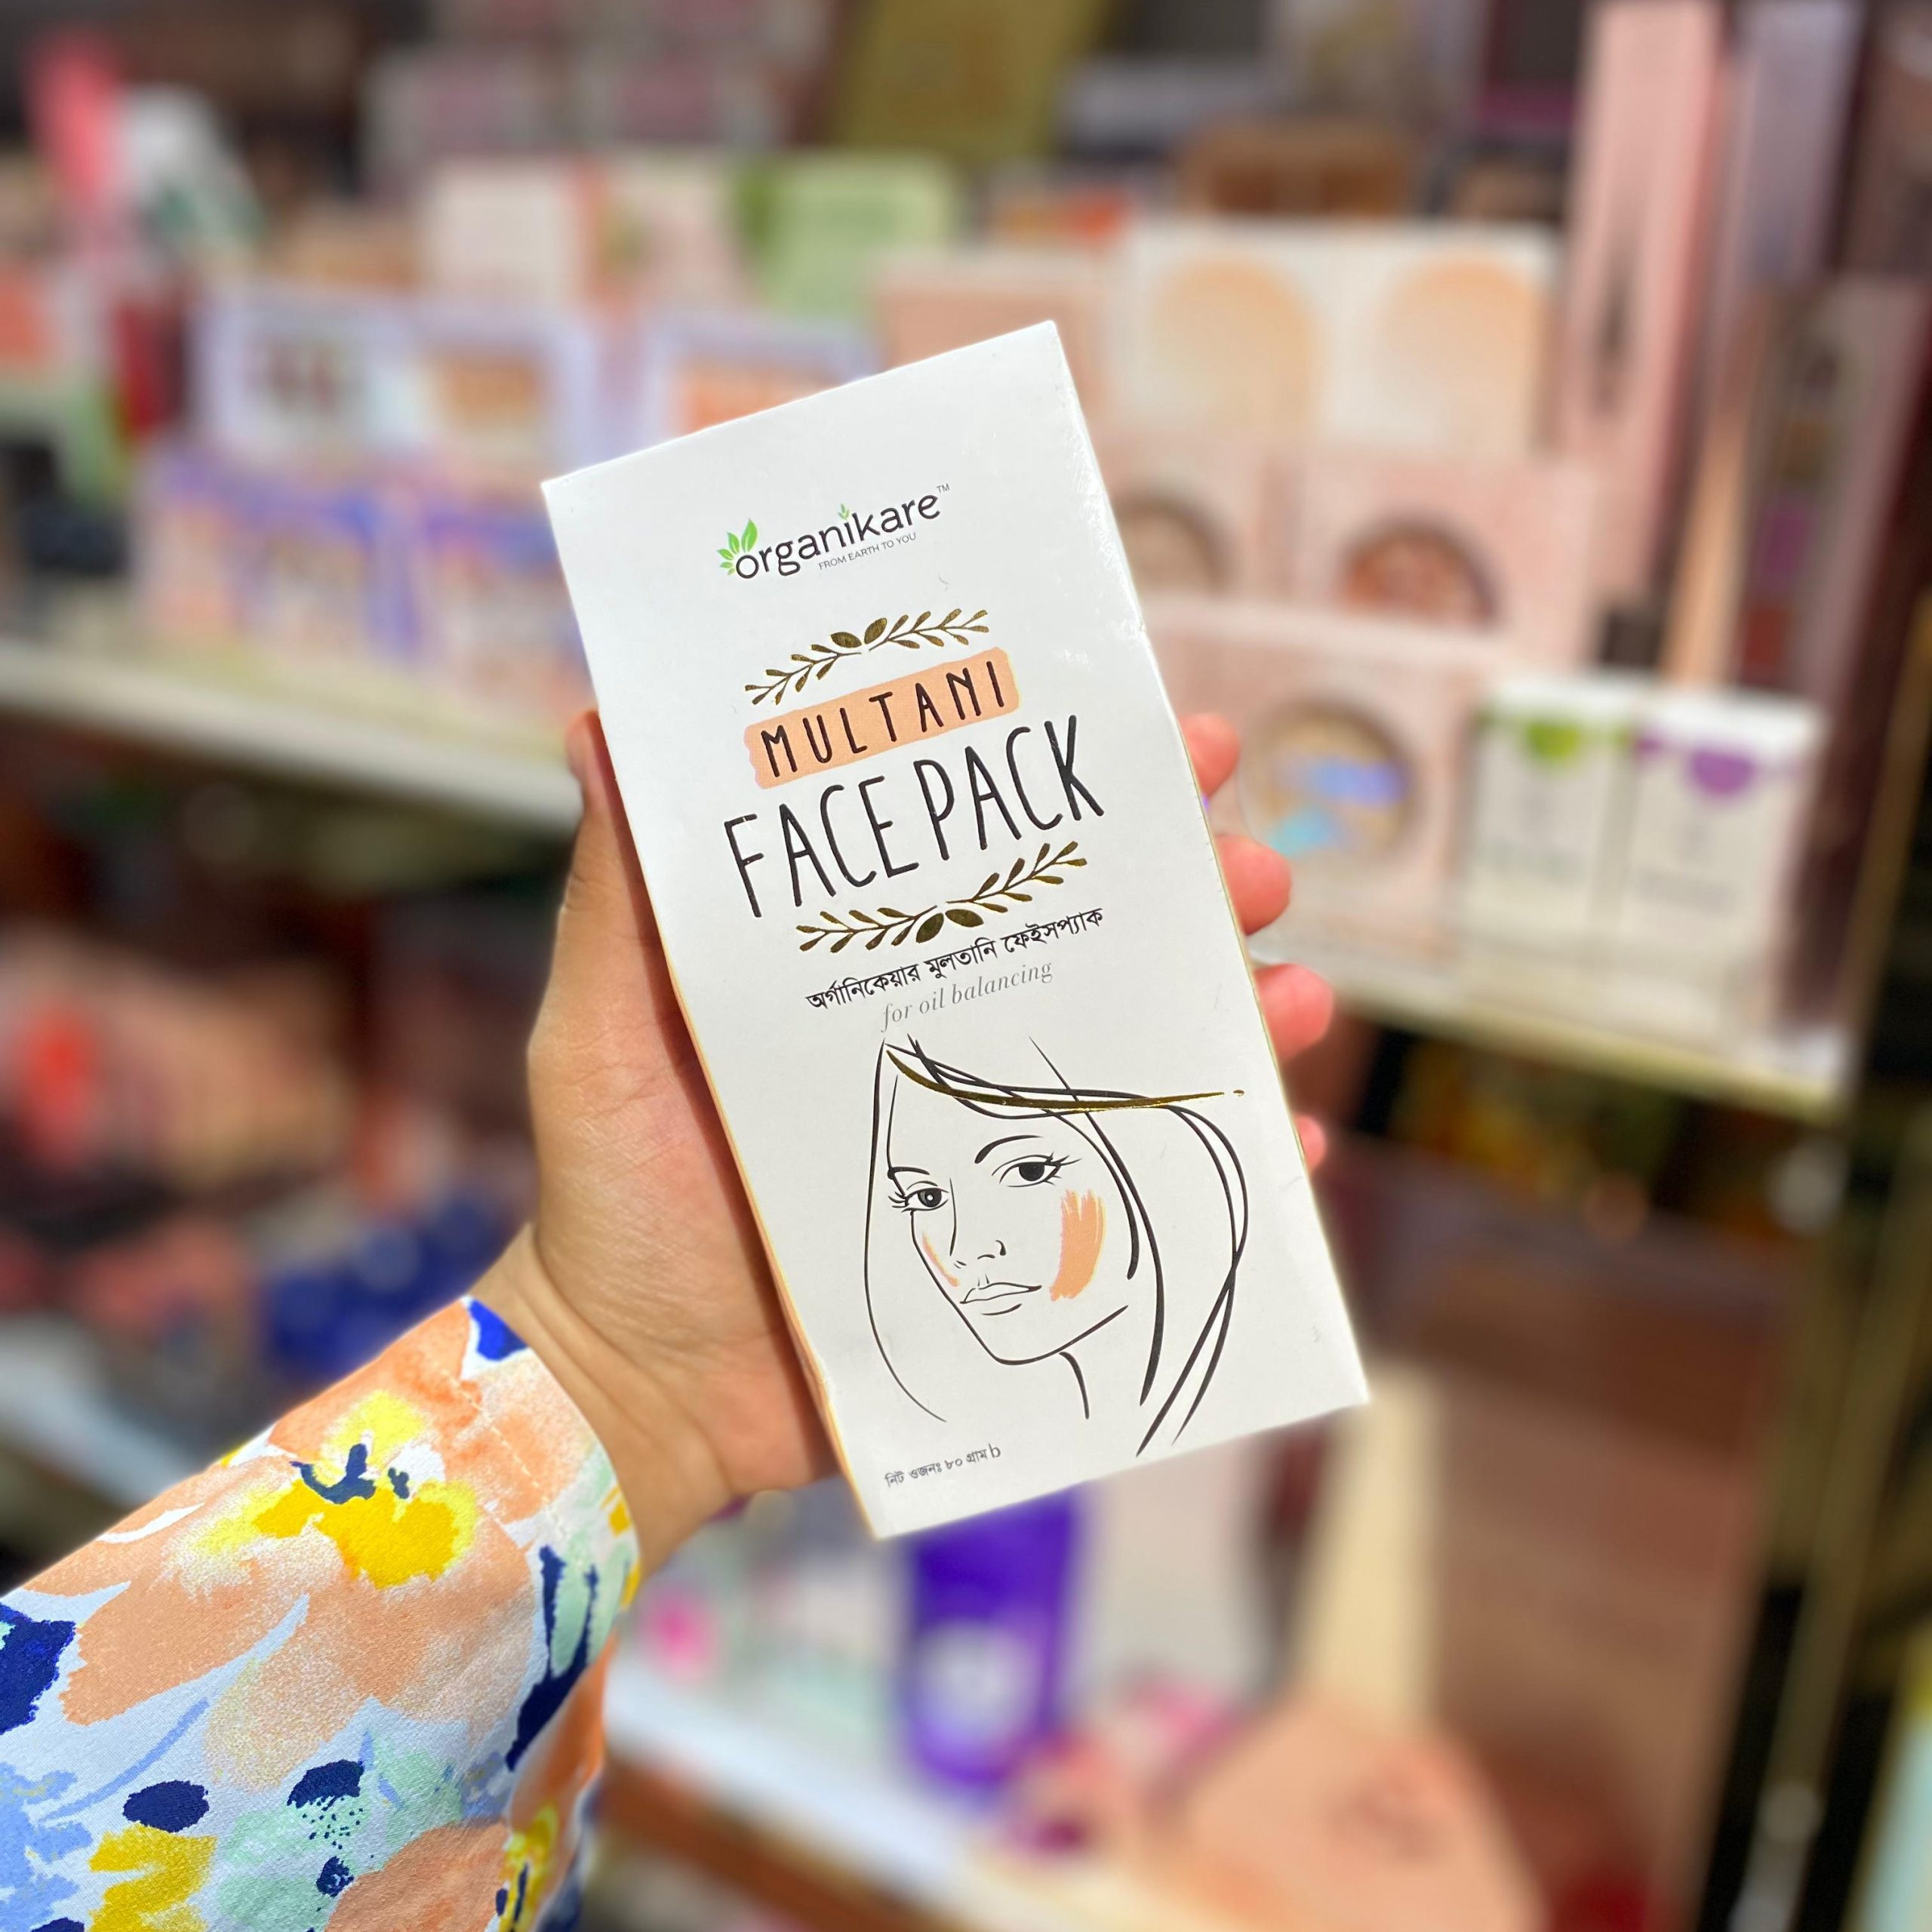 organikare™
FROM EARTH TO YOU
MULTANI
FACE PACK
অর্গানিকেয়ার মুলতানি ফেইসপ্যাক
for oil balancing
নিট ওজনঃ ৮০ গ্রাম b